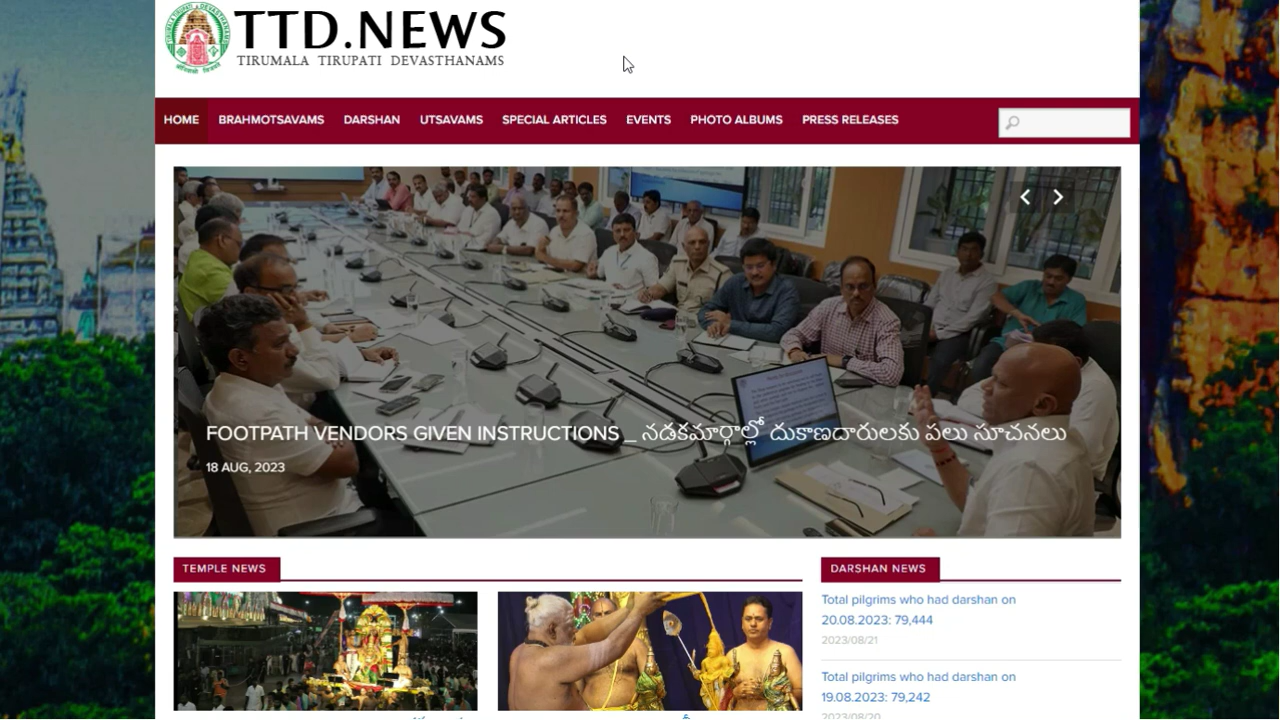 TTD.NEWS
TIRUMALA TIRUPATI DEVASTHANAMS
HOME BRAHMOTSAVAMS DARSHAN UTSAVAMS SPECIAL ARTICLES EVENTS PHOTO ALBUMS PRESS RELEASES
FOOTPATH VENDORS GIVEN INSTRUCTIONS _ నడకమార్గాల్లో దుకాణదారులకు పలు సూచనలు
18 AUG, 2023
TEMPLE NEWS
DARSHAN NEWS
Total pilgrims who had darshan on
20.08.2023: 79,444
2023/08/21
Total pilgrims who had darshan on
19.08.2023: 79,242
2023/08/20